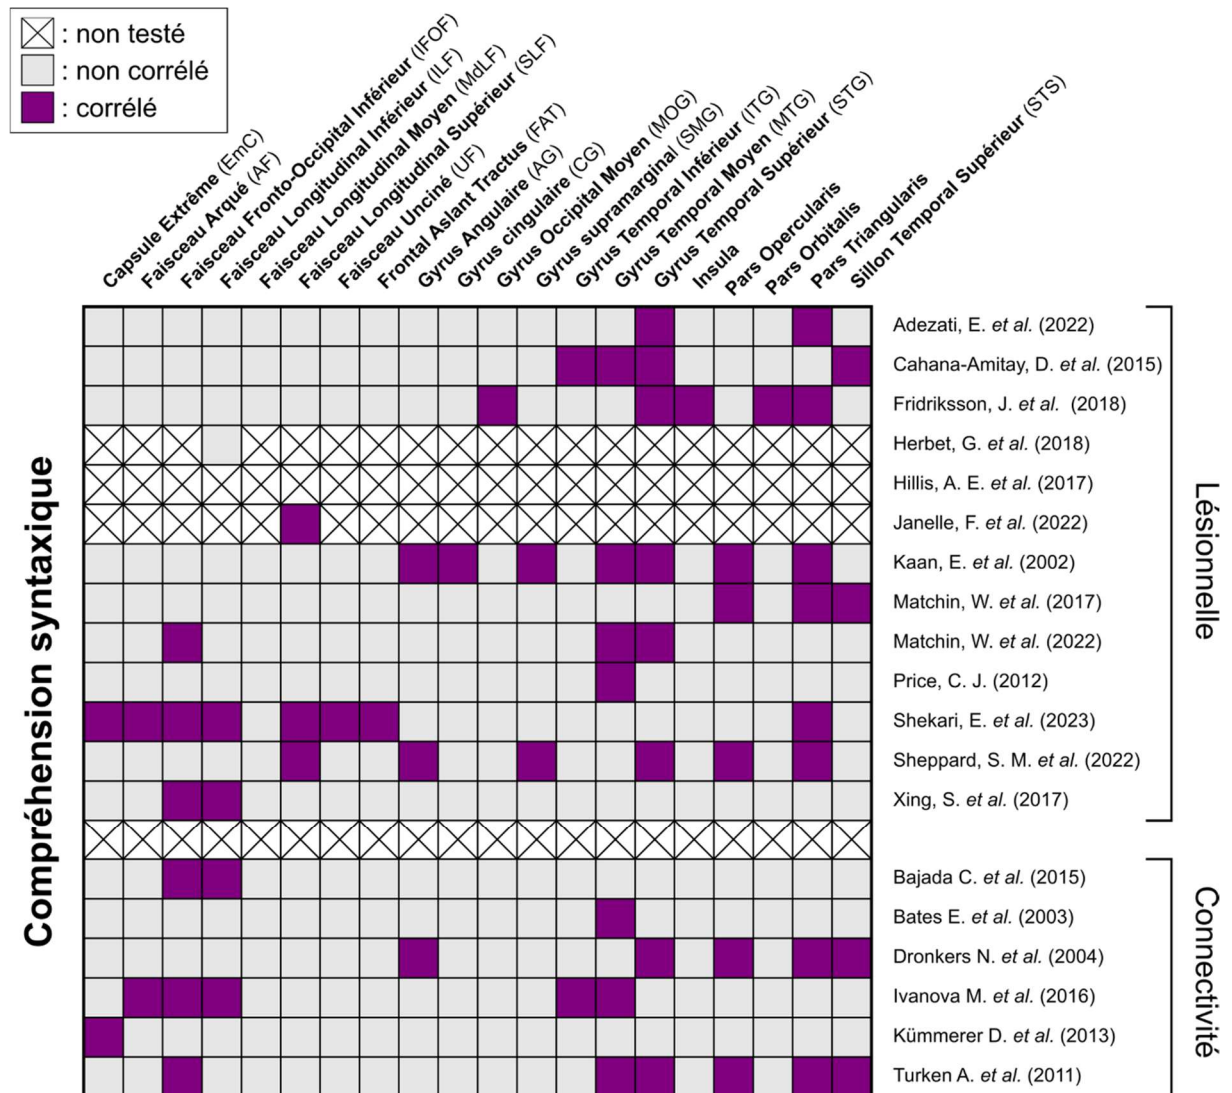 : non testé
: non corrélé
: corrélé
Capsule Extrême (EmC)
Faisceau Arqué (AF)
Faisceau Fronto-Occipital Inférieur (IFOF)
Faisceau Longitudinal Inférieur (ILF)
Faisceau Longitudinal Moyen (MdLF)
Faisceau Longitudinal Supérieur (SLF)
Faisceau Unciné (UF)
Frontal Aslant Tractus (FAT)
Gyrus Angulaire (AG)
Gyrus cingulaire (CG)
Gyrus Occipital Moyen (MOG)
Gyrus supramarginal (SMG)
Gyrus Temporal Inférieur (ITG)
Gyrus Temporal Moyen (MTG)
Gyrus Temporal Supérieur (STG)
Insula
Pars Opercularis
Pars Orbitalis
Pars Triangularis
Sillon Temporal Supérieur (STS)
Compréhension syntaxique
Adezati, E. et al. (2022)
Cahana-Amitay, D. et al. (2015)
Fridriksson, J. et al. (2018)
Herbet, G. et al. (2018)
Hillis, A. E. et al. (2017)
Janelle, F. et al. (2022)
Kaan, E. et al. (2002)
Matchin, W. et al. (2017)
Matchin, W. et al. (2022)
Price, C. J. (2012)
Shekari, E. et al. (2023)
Sheppard, S. M. et al. (2022)
Xing, S. et al. (2017)
Lésionnelle
Bajada C. et al. (2015)
Bates E. et al. (2003)
Dronkers N. et al. (2004)
Ivanova M. et al. (2016)
Kümmerer D. et al. (2013)
Turken A. et al. (2011)
Connectivité